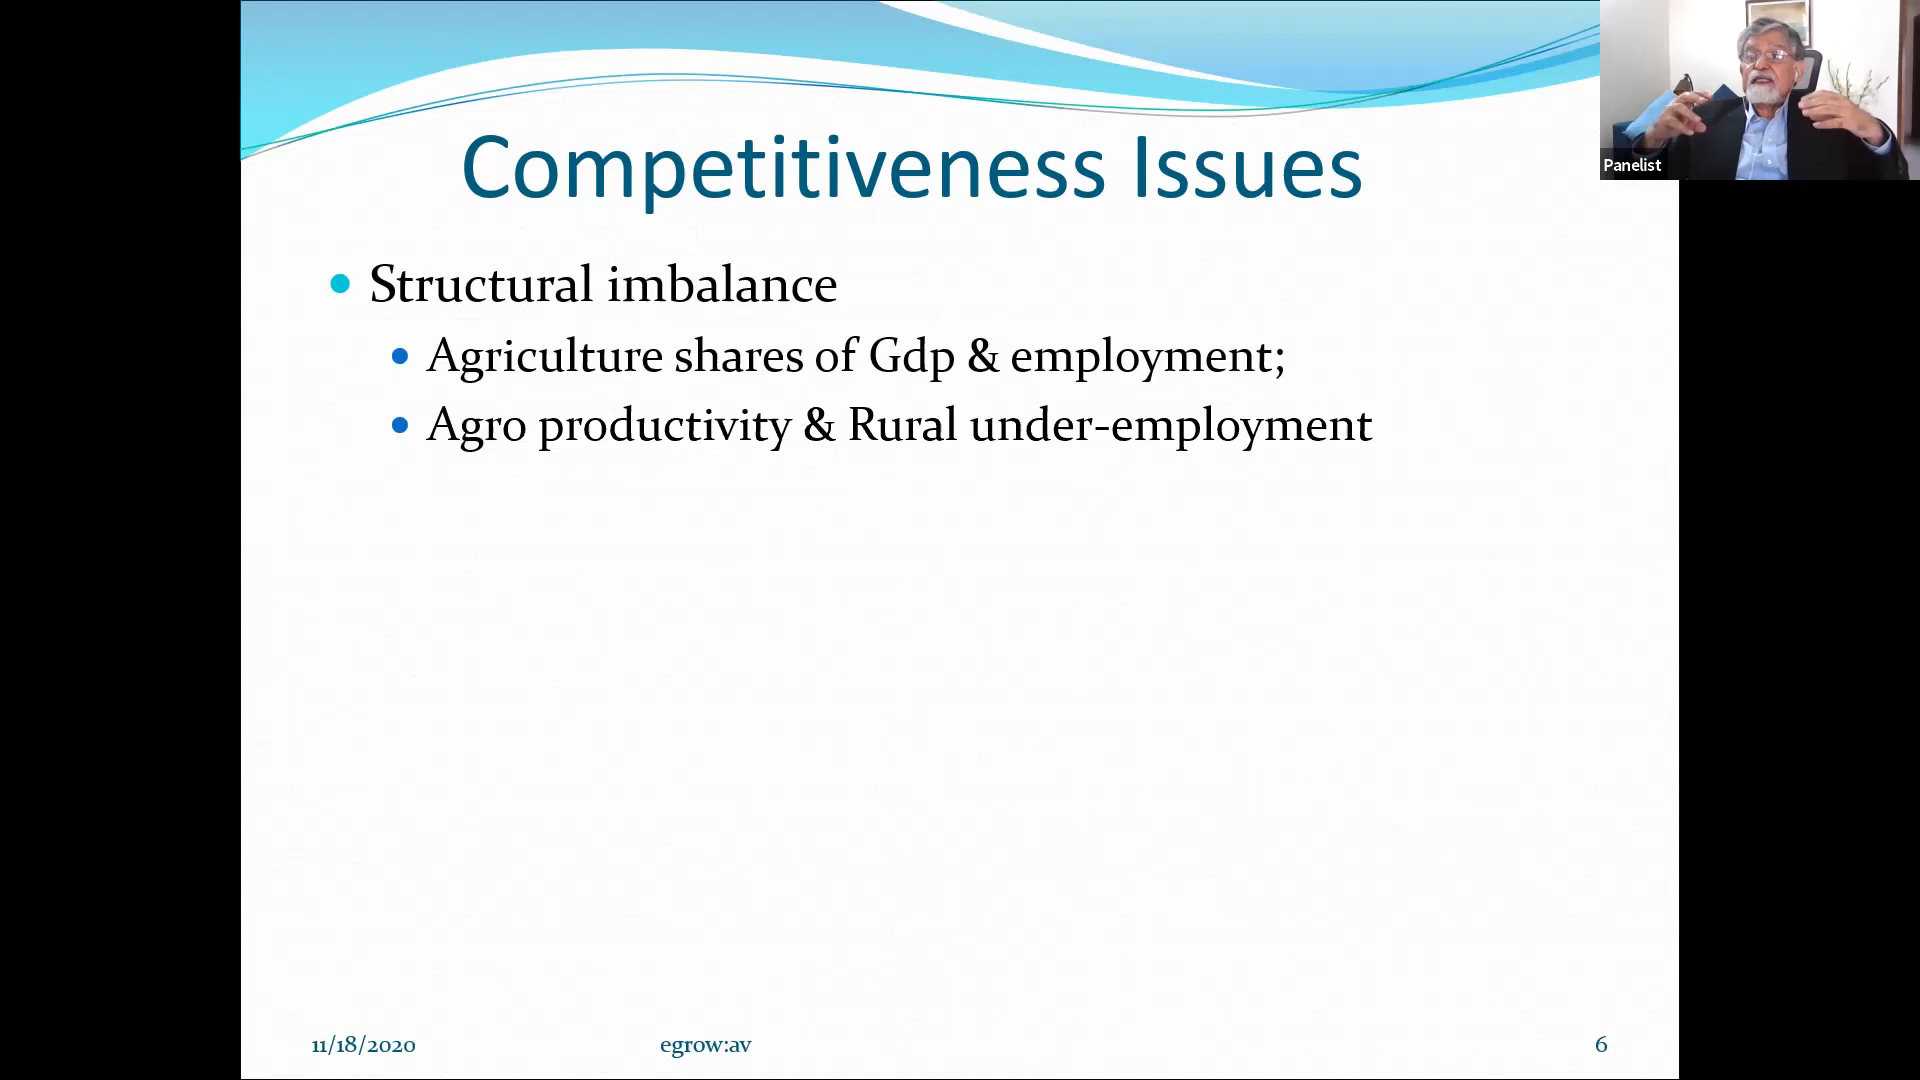 Competitiveness Issues
Panelist
Structural imbalance
Agriculture shares of Gdp & employment;
Agro productivity & Rural under-employment
11/18/2020
egrow:av
6